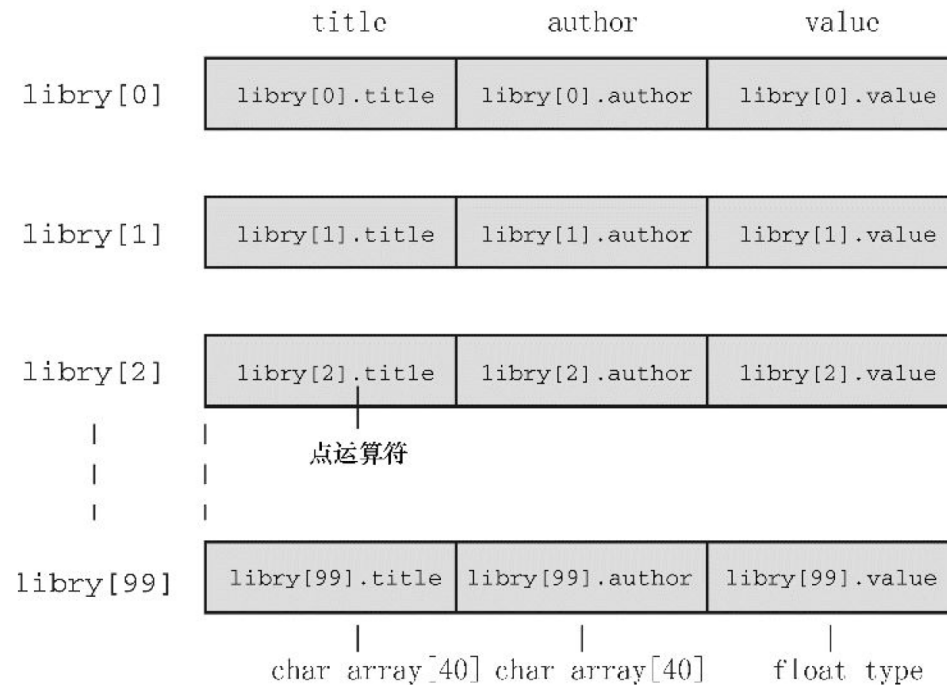 title author value
libry[0] libry[0].title libry[0].author libry[0].value
libry[1] libry[1].title libry[1].author libry[1].value
libry[2] libry[2].title libry[2].author libry[2].value
点运算符
libry[99] libry[99].title libry[99].author libry[99].value
char array[40] char array[40] float type